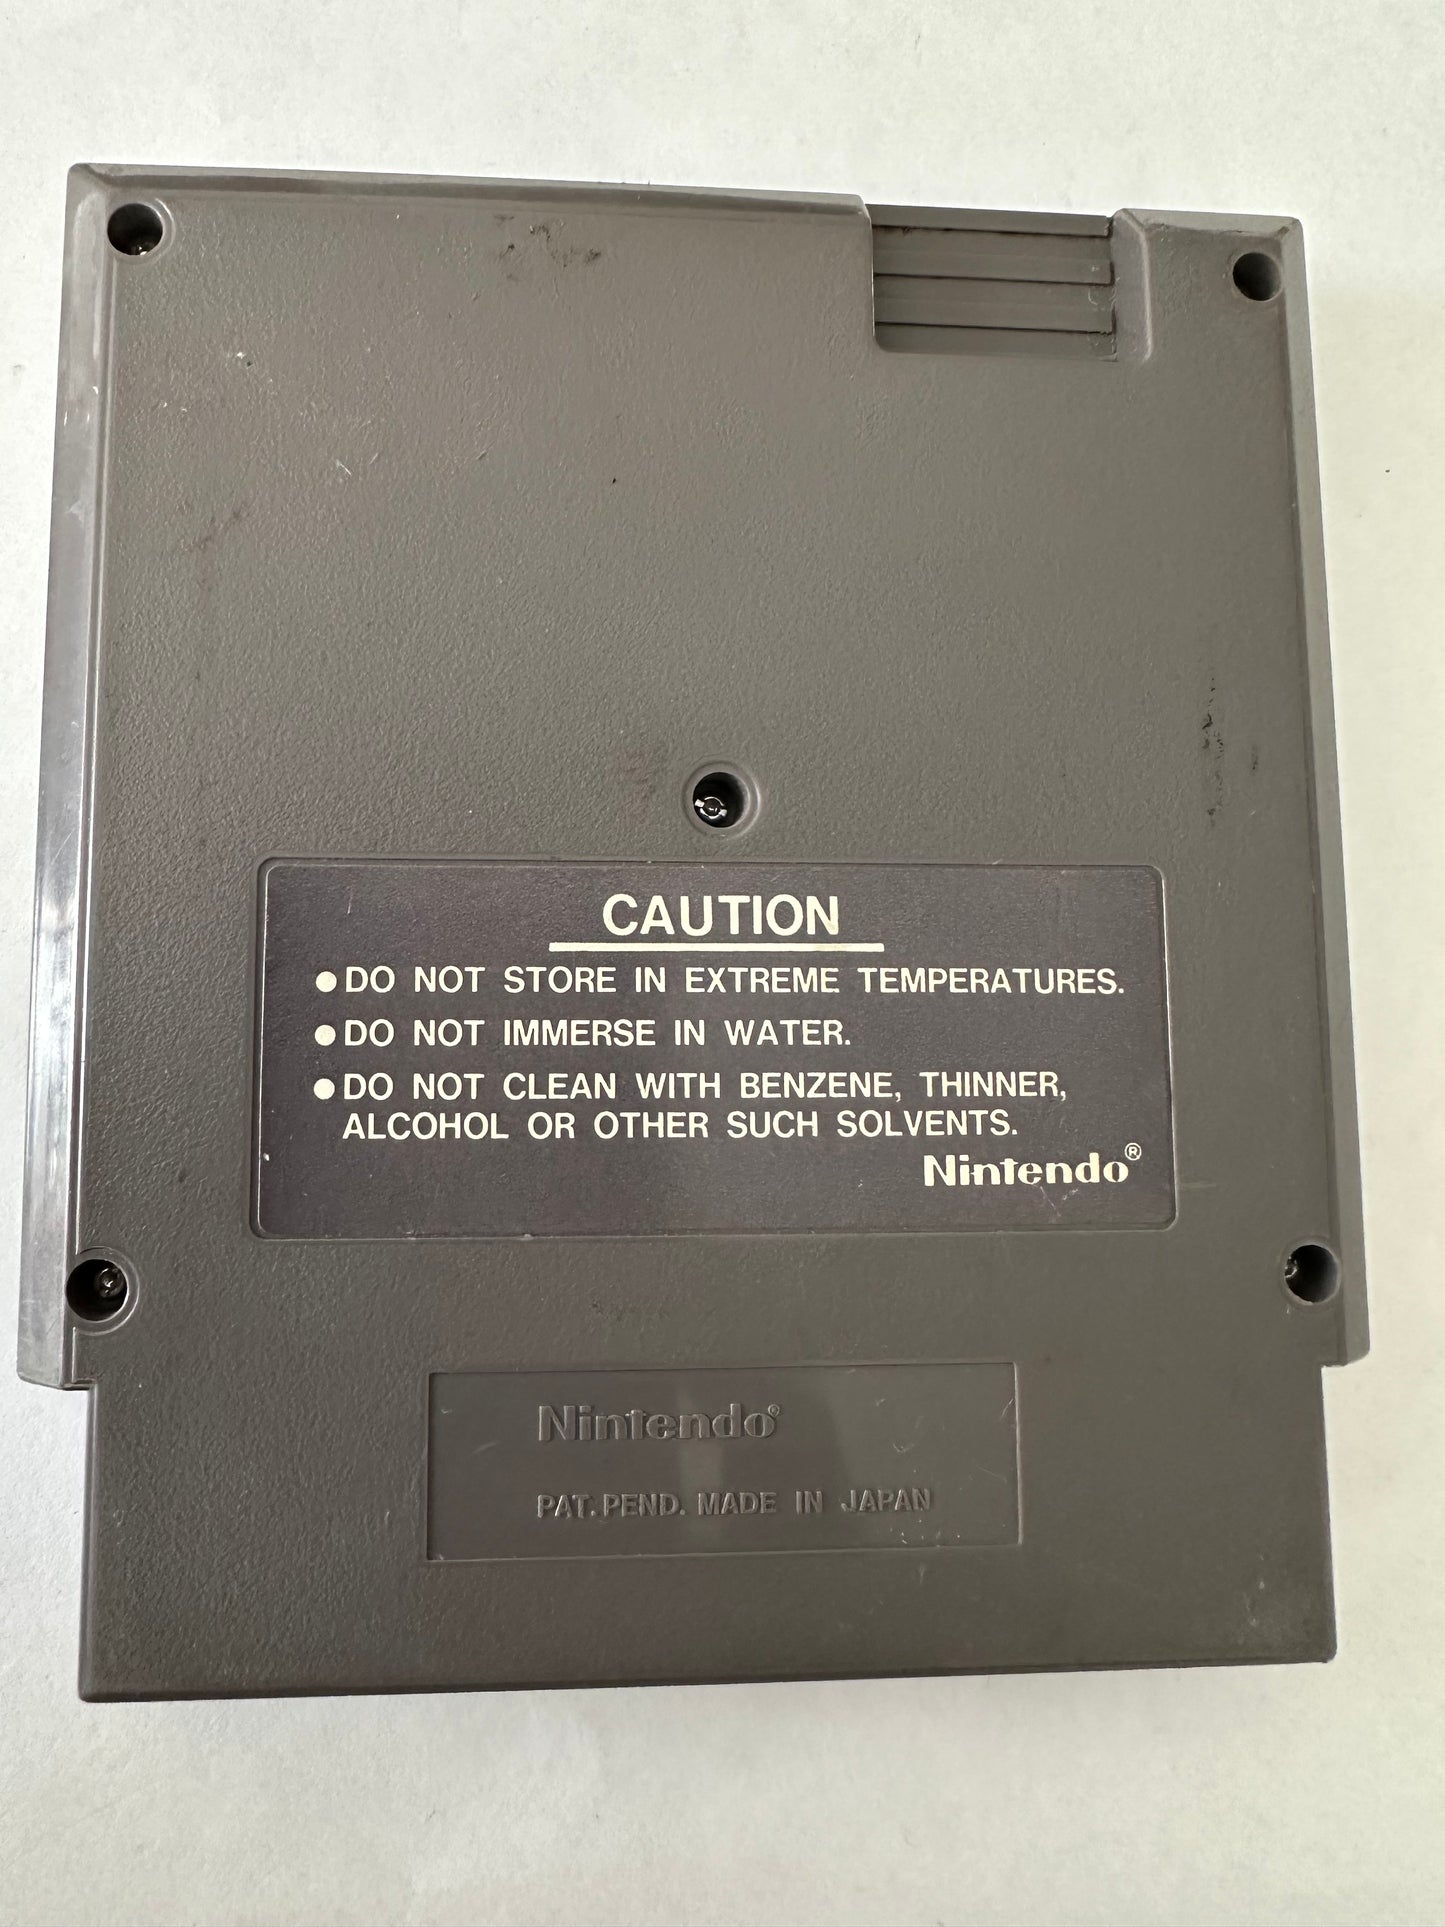 CAUTION
●DO NOT STORE IN EXTREME TEMPERATURES.
●DO NOT IMMERSE IN WATER.
●DO NOT CLEAN WITH BENZENE, THINNER,
ALCOHOL OR OTHER SUCH SOLVENTS.
Nintendo®
Nintendo®
PAT. PEND. MADE IN JAPAN